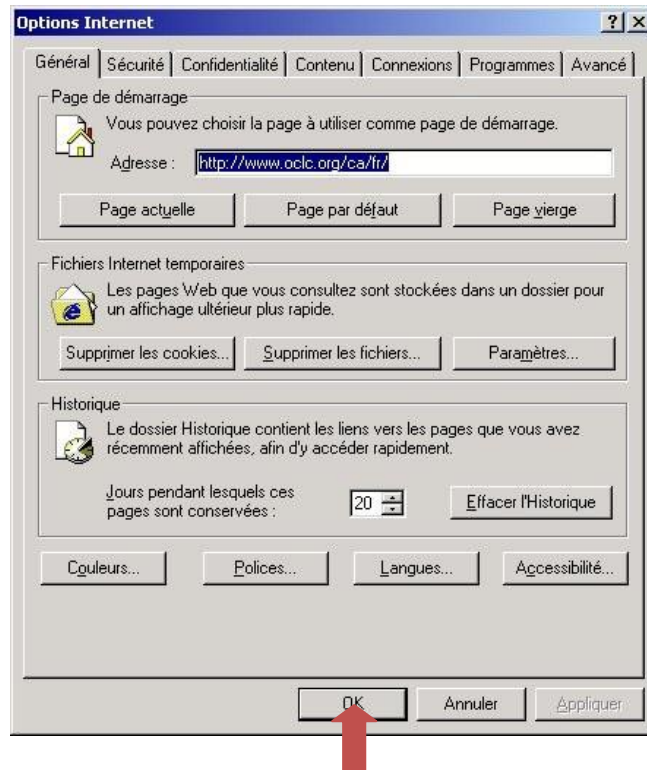 Options Internet
Général Sécurité Confidentialité Contenu Connexions Programmes Avancé
Page de démarrage
Vous pouvez choisir la page à utiliser comme page de démarrage.
Adresse : http://www.oclc.org/ca/fr/
Page actuelle Page par défaut Page vierge
Fichiers Internet temporaires
Les pages Web que vous consultez sont stockées dans un dossier pour
un affichage ultérieur plus rapide.
Supprimer les cookies... Supprimer les fichiers... Paramètres...
Historique
Le dossier Historique contient les liens vers les pages que vous avez
récemment affichées, afin d'y accéder rapidement.
Jours pendant lesquels ces
pages sont conservées :
20 Effacer l'Historique
Couleurs... Polices... Langues... Accessibilité...
OK Annuler Appliquer